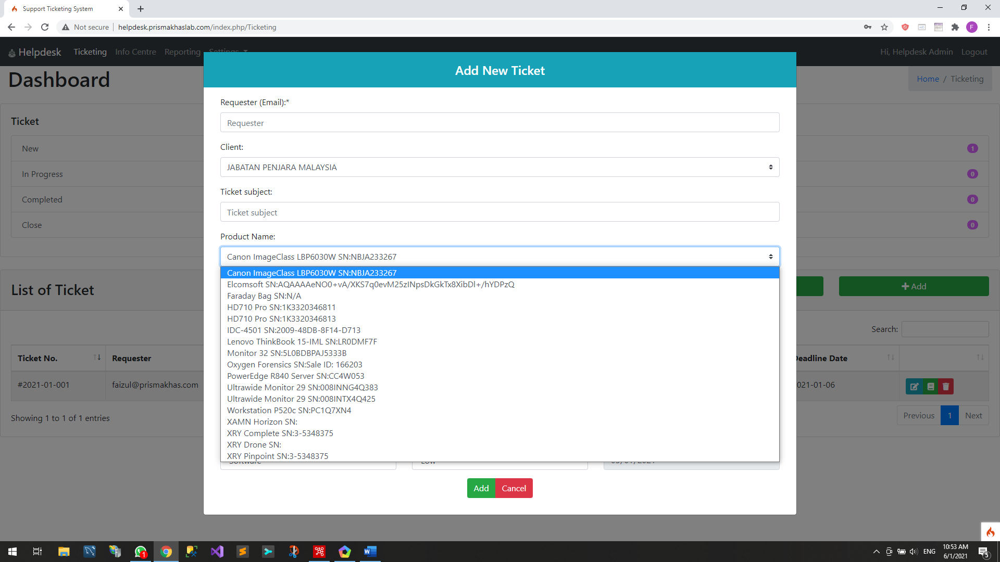 Support Ticketing System
Not secure
helpdesk.prismakhaslab.com/index.php/Ticketing
F
Helpdesk
Ticketing
Info Centre
Reporting
Settings
Hi, Helpdesk Admin
Logout
Dashboard
Home / Ticketing
Add New Ticket
Requester (Email):*
Requester
Client:
JABATAN PENJARA MALAYSIA
Ticket subject:
Ticket subject
Product Name:
Canon ImageClass LBP6030W SN:NBJA233267
Canon ImageClass LBP6030W SN:NBJA233267
Elcomsoft SN:AQAAAAeNO0+vA/XKS7q0evM25zINpsDkGkTx8XibDl+/hYDPzQ
Faraday Bag SN:N/A
HD710 Pro SN:1K3320346811
HD710 Pro SN:1K3320346813
IDC-4501 SN:2009-48DB-8F14-D713
Lenovo ThinkBook 15-IML SN:LR0DMF7F
Monitor 32 SN:5L0BDBPAJ5333B
Oxygen Forensics SN:Sale ID: 166203
PowerEdge R840 Server SN:CC4W053
Ultrawide Monitor 29 SN:008INNG4Q383
Ultrawide Monitor 29 SN:008INTX4Q425
Workstation P520c SN:PC1Q7XN4
XAMN Horizon SN:
XRY Complete SN:3-5348375
XRY Drone SN:
XRY Pinpoint SN:3-5348375
Software
Low
Add
Cancel
Ticket
New
1
In Progress
0
Completed
0
Close
0
List of Ticket
Add
Search:
Ticket No.
Requester
Deadline Date
#2021-01-001
faizul@prismakhas.com
021-01-06
Showing 1 to 1 of 1 entries
Previous
1
Next
1
ENG
10:53 AM
6/1/2021
5